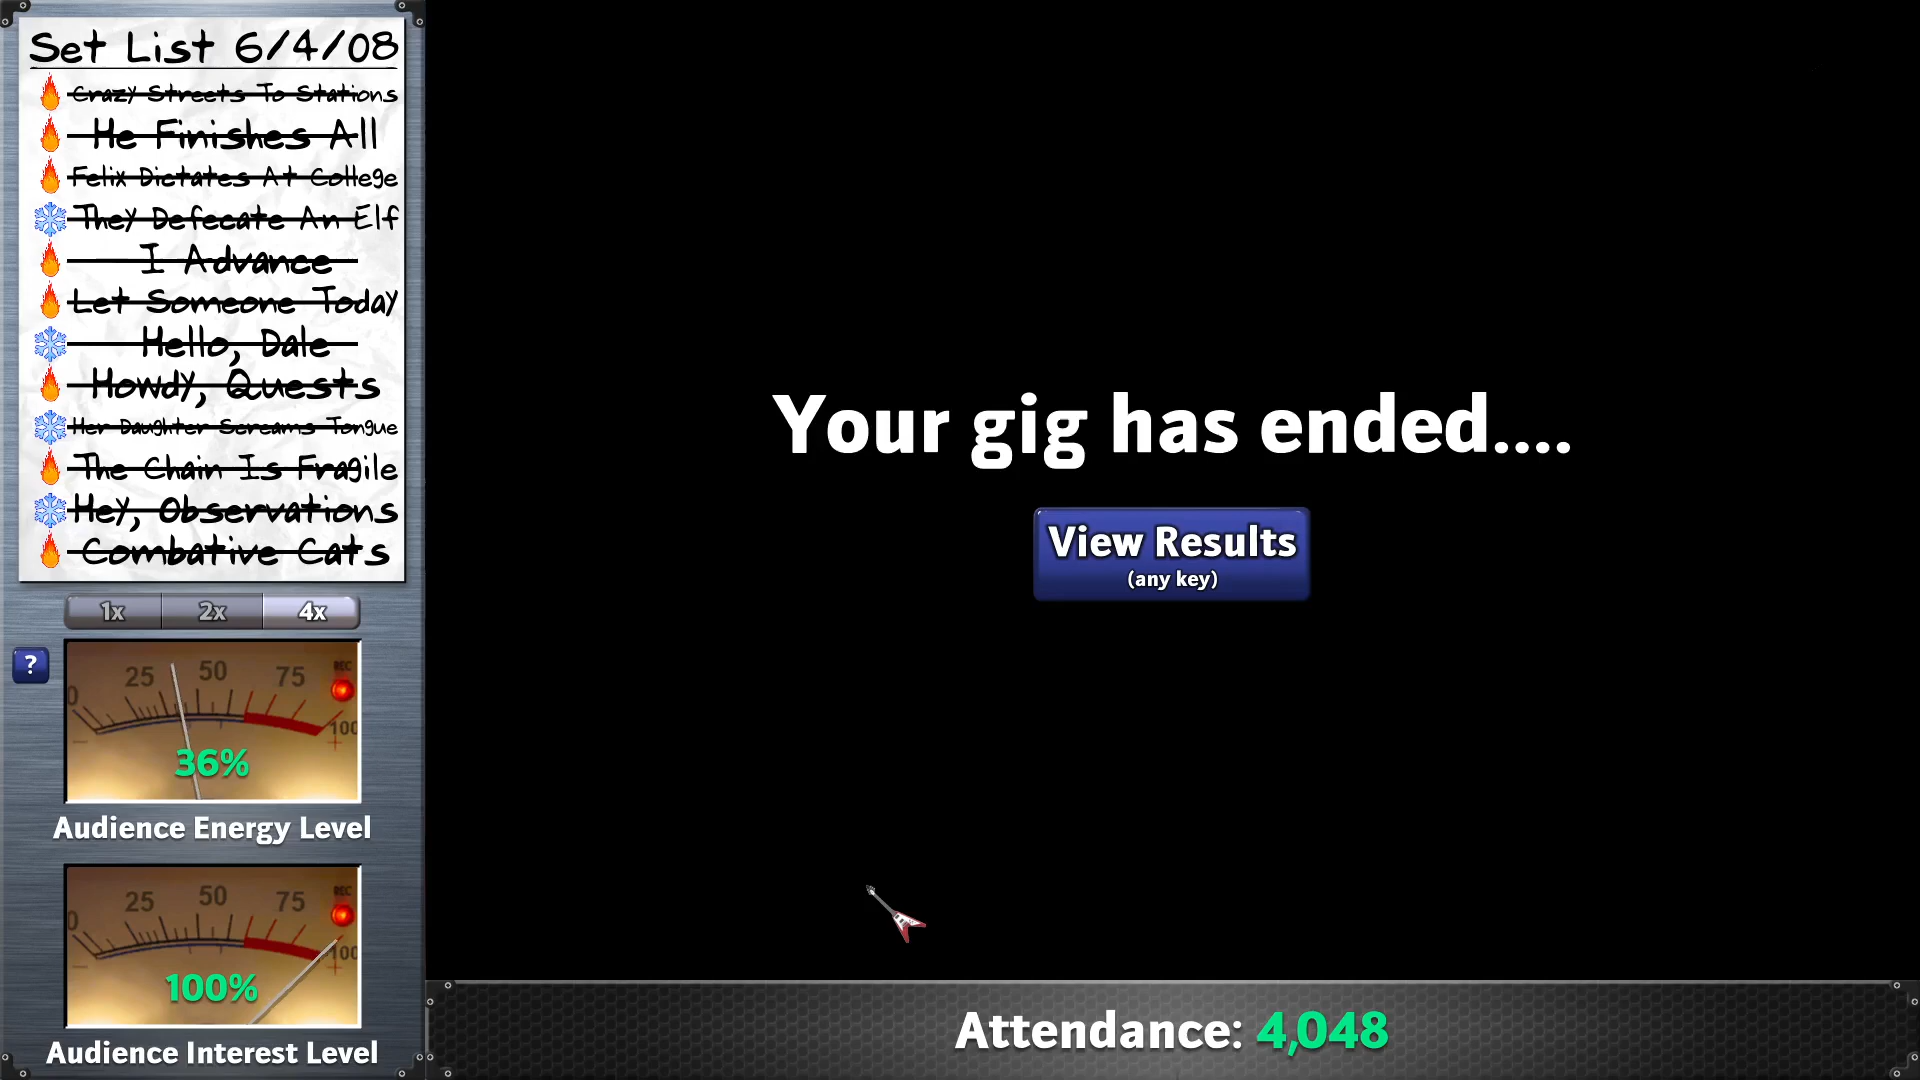 Set List 6/4/08
Crazy Streets To Stations
He Finishes All
Felix Dictates At College
They Defecate An Elf
I Advance
Let Someone Today
Hello, Dale
Howdy, Quests
Her Daughter Screams Tongue
The Chain Is Fragile
Hey, Observations
Combative Cats
1x 2x 4x
?
0 25 50 75 100
REC
36%
Audience Energy Level
0 25 50 75 100
REC
100%
Audience Interest Level
Your gig has ended....
View Results
(any key)
Attendance: 4,048